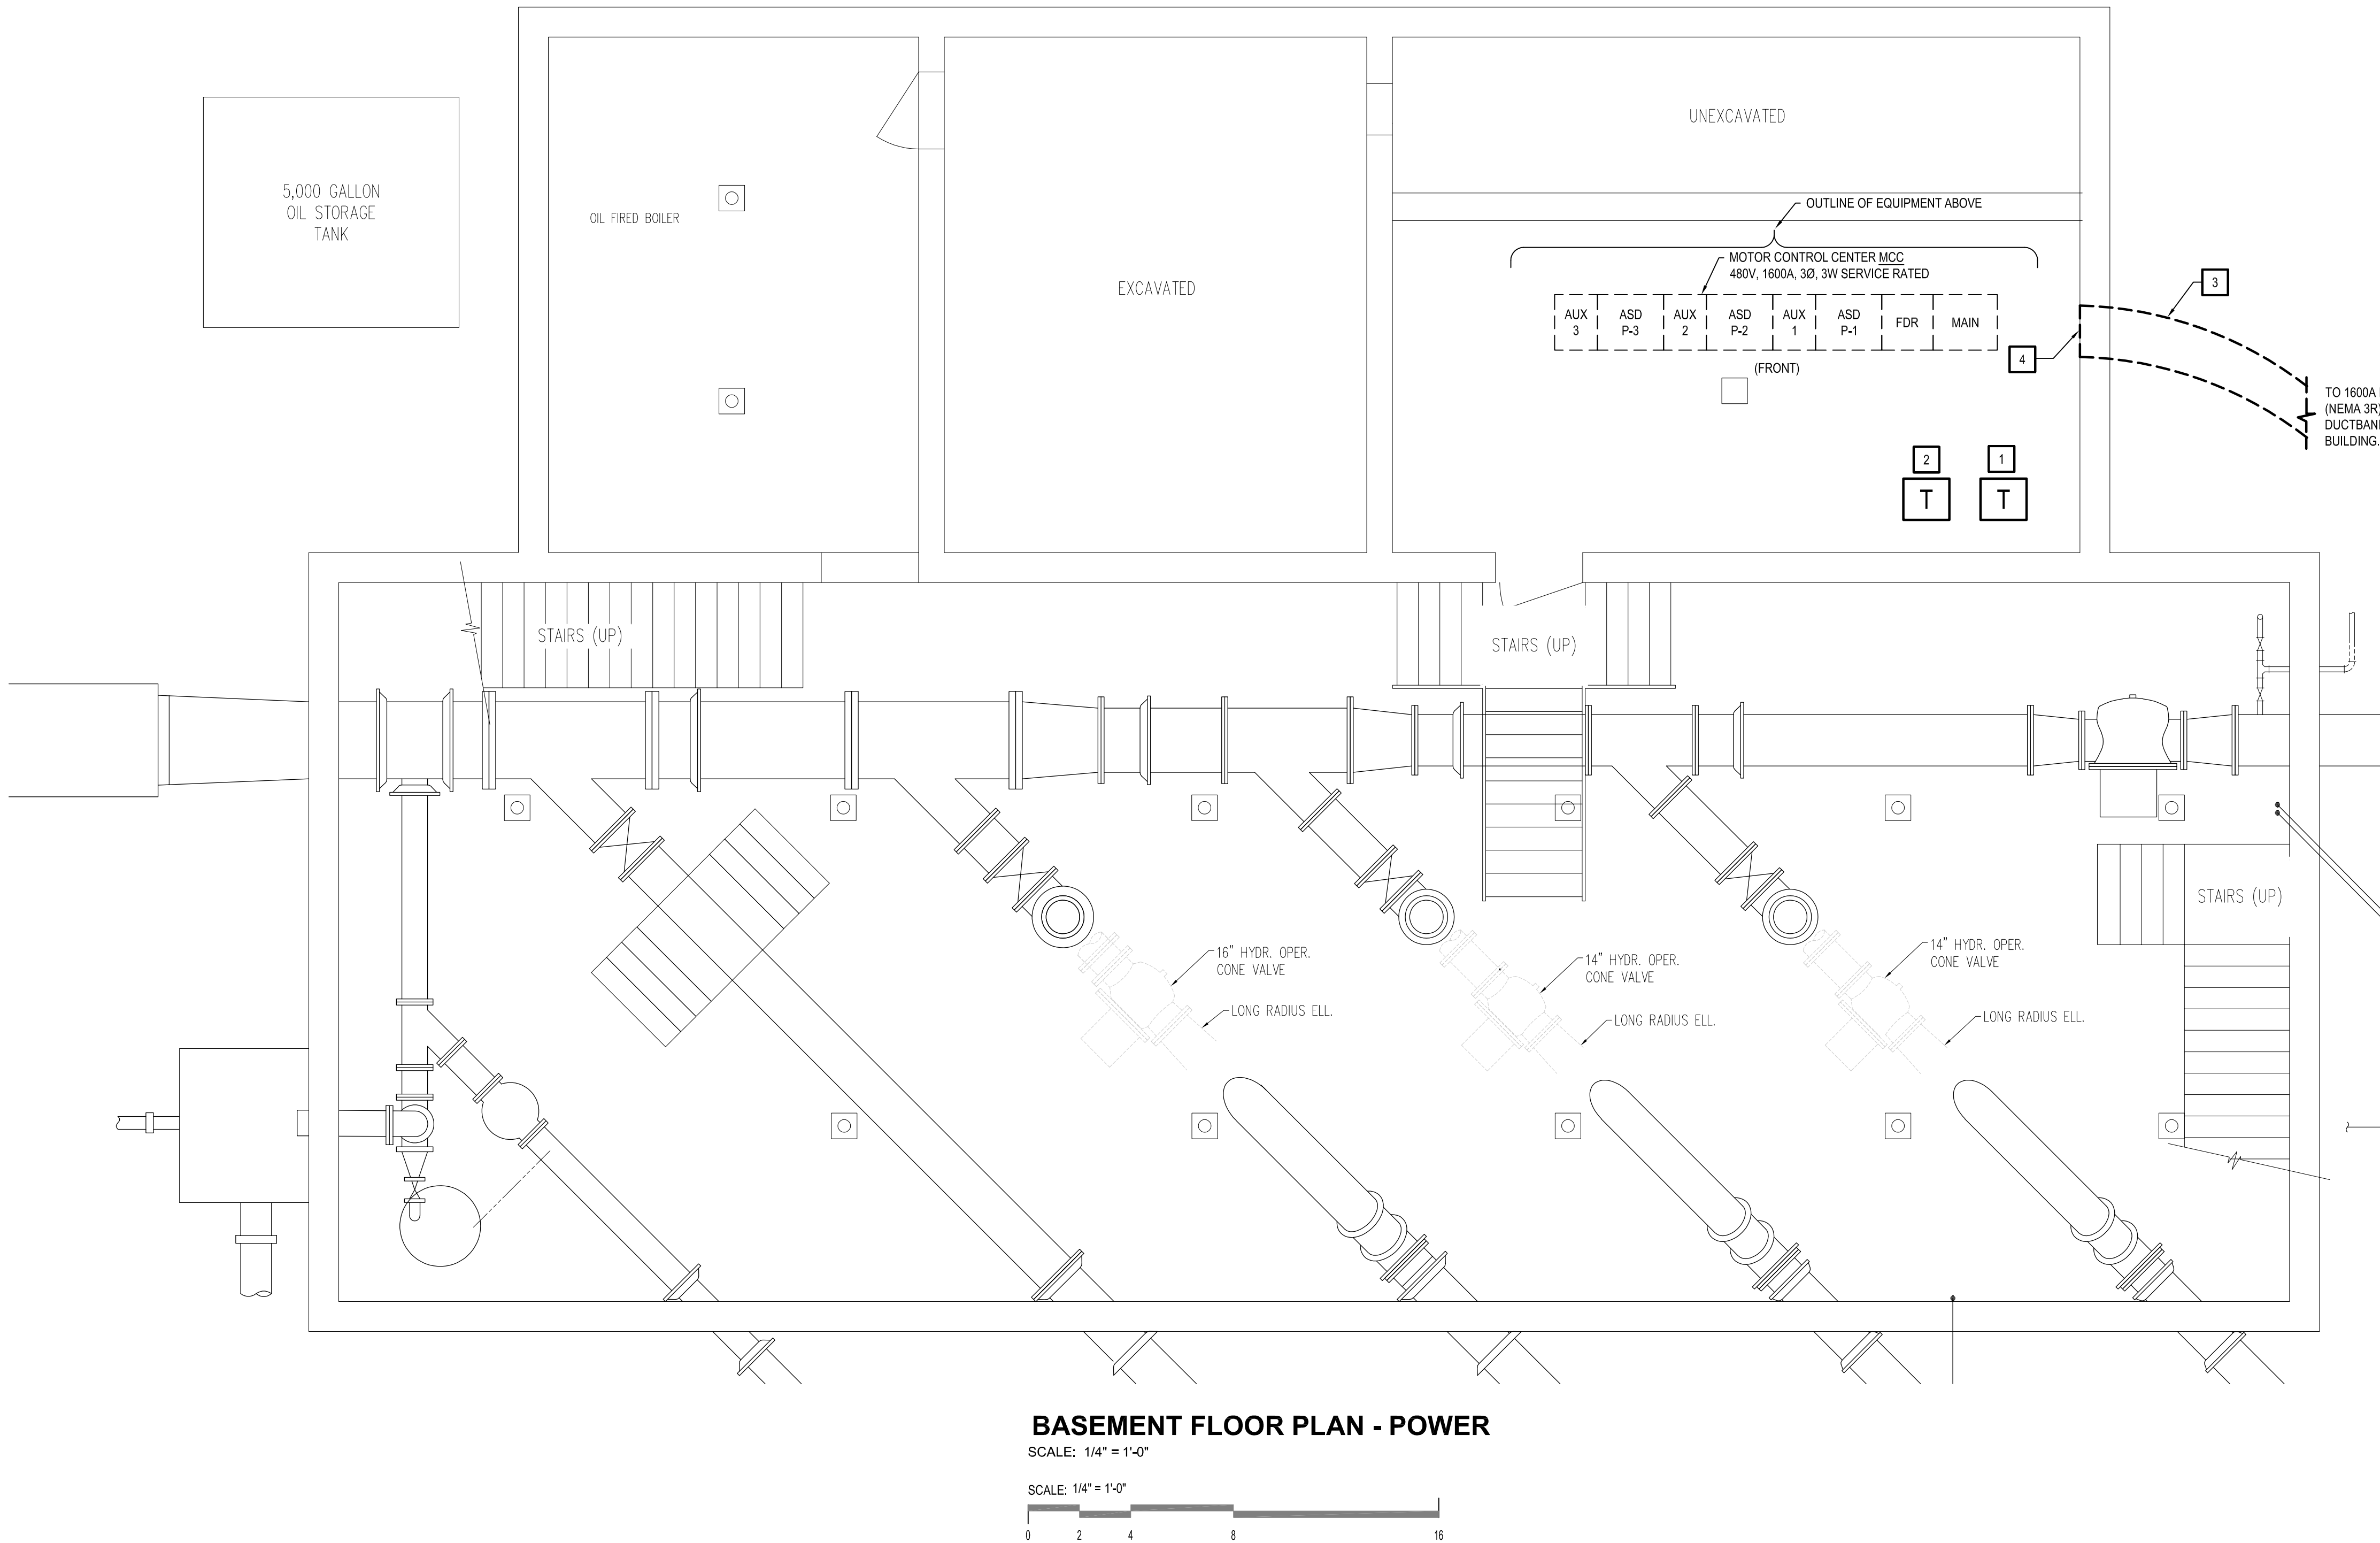 5,000 GALLON
OIL STORAGE
TANK
OIL FIRED BOILER
EXCAVATED
UNEXCAVATED
OUTLINE OF EQUIPMENT ABOVE
MOTOR CONTROL CENTER MCC
480V, 1600A, 3Ø, 3W SERVICE RATED
AUX
3
ASD
P-3
AUX
2
ASD
P-2
AUX
1
ASD
P-1
FDR
MAIN
(FRONT)
3
4
TO 1600A
(NEMA 3R)
DUCTBAN
BUILDING.
2
1
T
T
STAIRS (UP)
STAIRS (UP)
STAIRS (UP)
16" HYDR. OPER.
CONE VALVE
LONG RADIUS ELL.
14" HYDR. OPER.
CONE VALVE
LONG RADIUS ELL.
14" HYDR. OPER.
CONE VALVE
LONG RADIUS ELL.
BASEMENT FLOOR PLAN - POWER
SCALE: 1/4" = 1'-0"
SCALE: 1/4" = 1'-0"
0 2 4 8 16